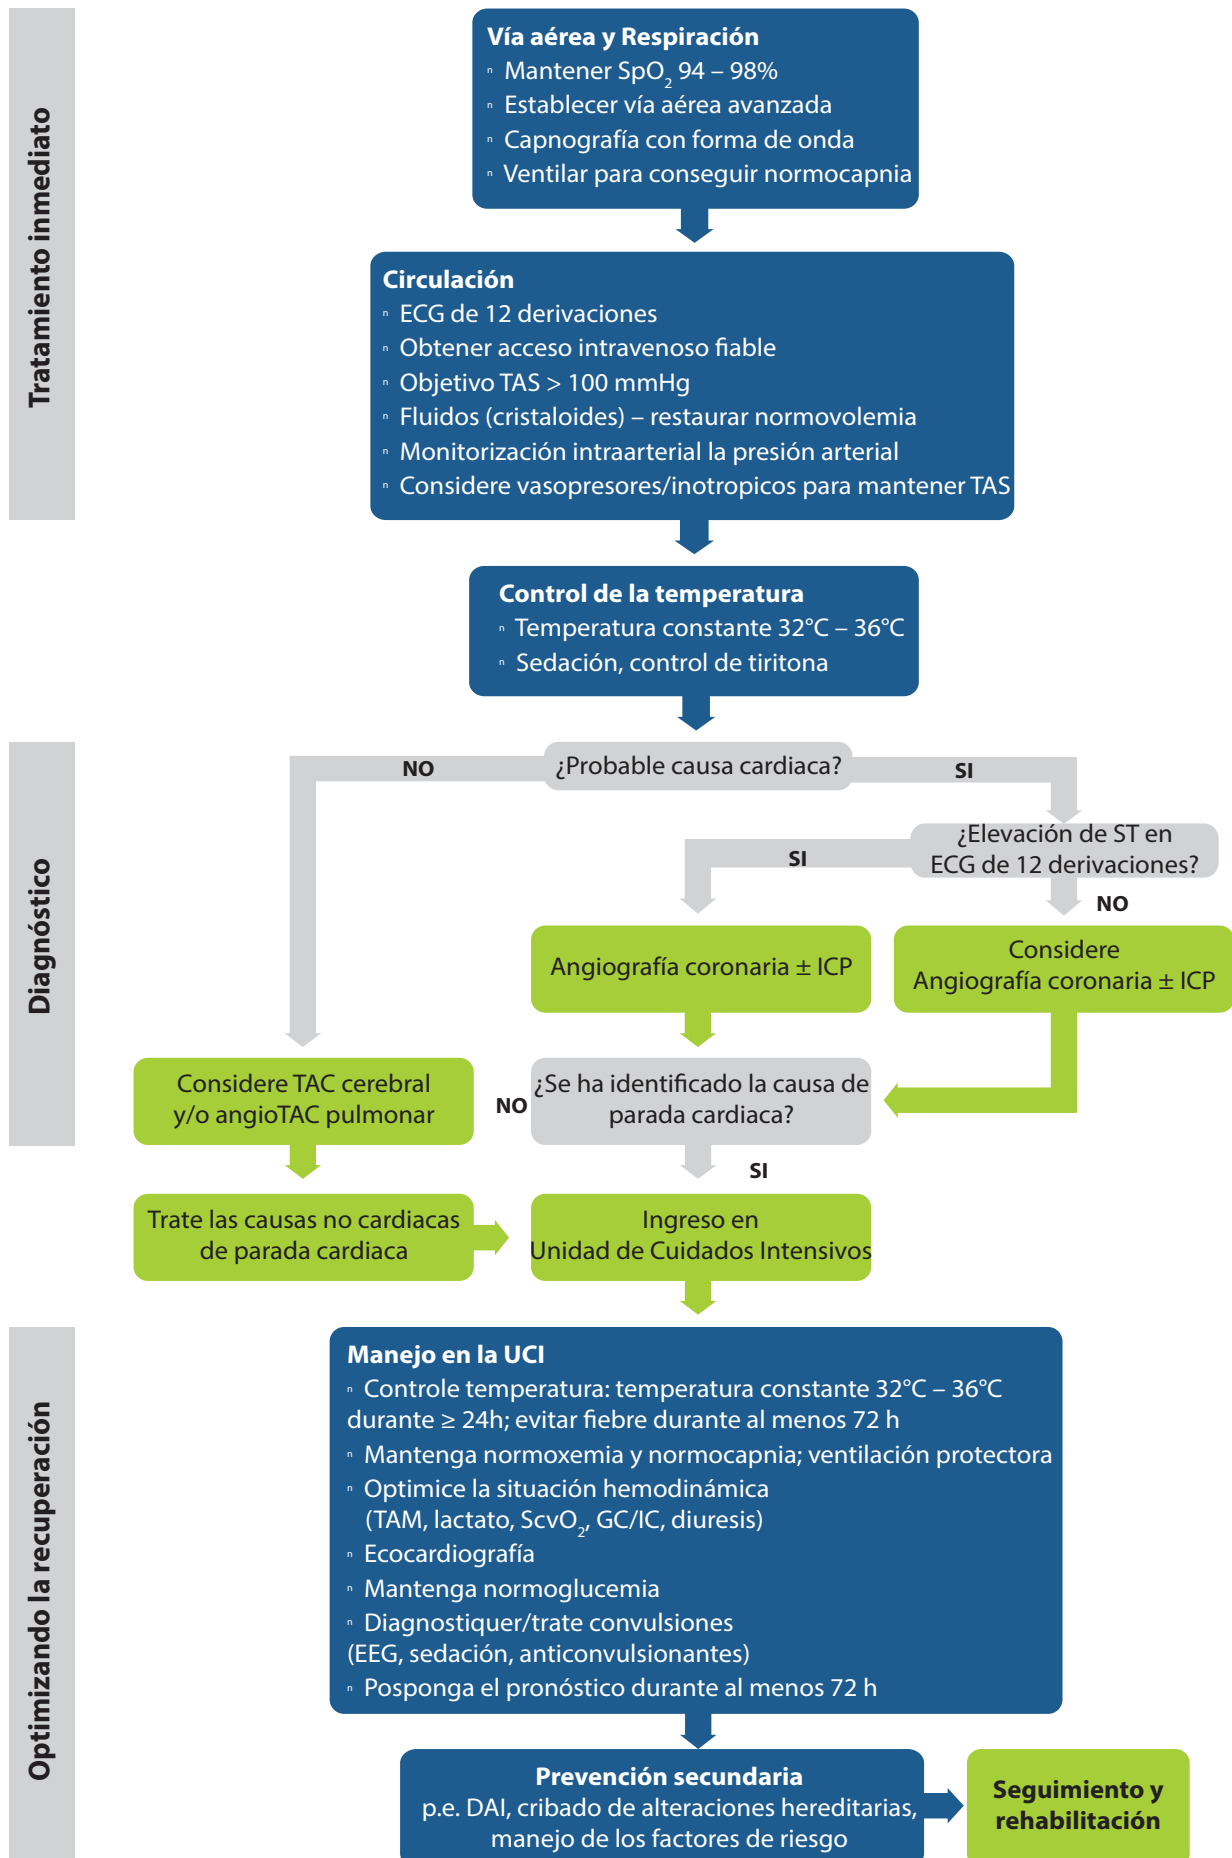 Tratamiento inmediato
Vía aérea y Respiración
ⁿ Mantener SpO₂ 94 – 98%
ⁿ Establecer vía aérea avanzada
ⁿ Capnografía con forma de onda
ⁿ Ventilar para conseguir normocapnia
Circulación
ⁿ ECG de 12 derivaciones
ⁿ Obtener acceso intravenoso fiable
ⁿ Objetivo TAS > 100 mmHg
ⁿ Fluidos (cristaloides) – restaurar normovolemia
ⁿ Monitorización intraarterial la presión arterial
ⁿ Considere vasopresores/inotropicos para mantener TAS
Control de la temperatura
ⁿ Temperatura constante 32°C – 36°C
ⁿ Sedación, control de tiritona
Diagnóstico
¿Probable causa cardiaca?
NO
SI
¿Elevación de ST en
ECG de 12 derivaciones?
SI
NO
Angiografía coronaria ± ICP
Considere
Angiografía coronaria ± ICP
Considere TAC cerebral
y/o angioTAC pulmonar
NO
¿Se ha identificado la causa de
parada cardiaca?
SI
Trate las causas no cardiacas
de parada cardiaca
Ingreso en
Unidad de Cuidados Intensivos
Optimizando la recuperación
Manejo en la UCI
ⁿ Controle temperatura: temperatura constante 32°C – 36°C
durante ≥ 24h; evitar fiebre durante al menos 72 h
ⁿ Mantenga normoxemia y normocapnia; ventilación protectora
ⁿ Optimice la situación hemodinámica
(TAM, lactato, ScvO₂, GC/IC, diuresis)
ⁿ Ecocardiografía
ⁿ Mantenga normoglucemia
ⁿ Diagnostiquer/trate convulsiones
(EEG, sedación, anticonvulsionantes)
ⁿ Posponga el pronóstico durante al menos 72 h
Prevención secundaria
p.e. DAI, cribado de alteraciones hereditarias,
manejo de los factores de riesgo
Seguimiento y
rehabilitación